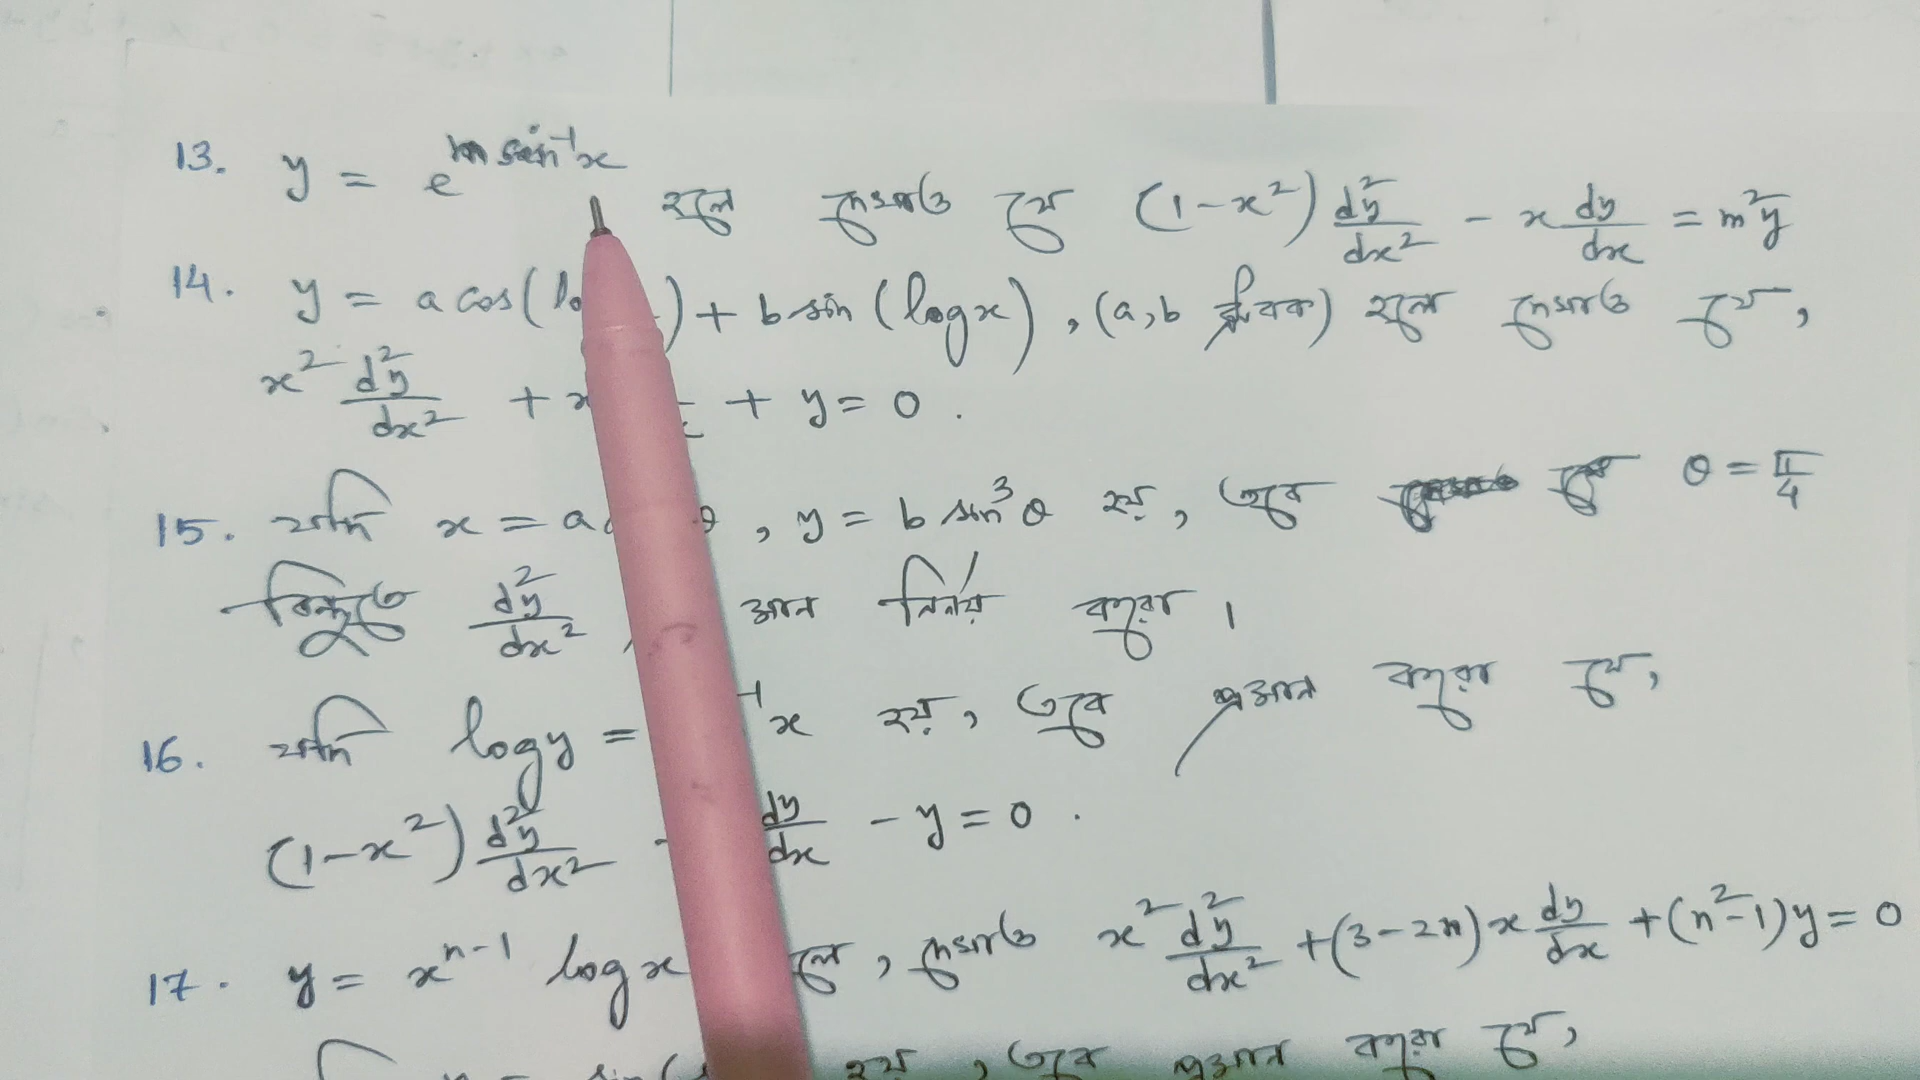 13. y = e^{m sin⁻¹x} হলে দেখাও যে (1-x²) d²y/dx² - x dy/dx = m²y
14. y = a cos( ) + b sin (log x), (a,b ধ্রুবক) হলে দেখাও যে,
x² d²y/dx² + x + y = 0 .
15. যদি x = a θ, y = b sin³θ হয়, তবে θ = π/4
বিন্দুতে d²y/dx² মান নির্ণয় করো।
16. যদি log y = ⁻¹x হয়, তবে প্রমান করো যে,
(1-x²) d²y/dx² - dy/dx - y = 0 .
17. y = x^{n-1} log x লে, দেখাও x² d²y/dx² + (3-2n) x dy/dx + (n²-1)y = 0
হয়, তবে প্রমান করো যে,